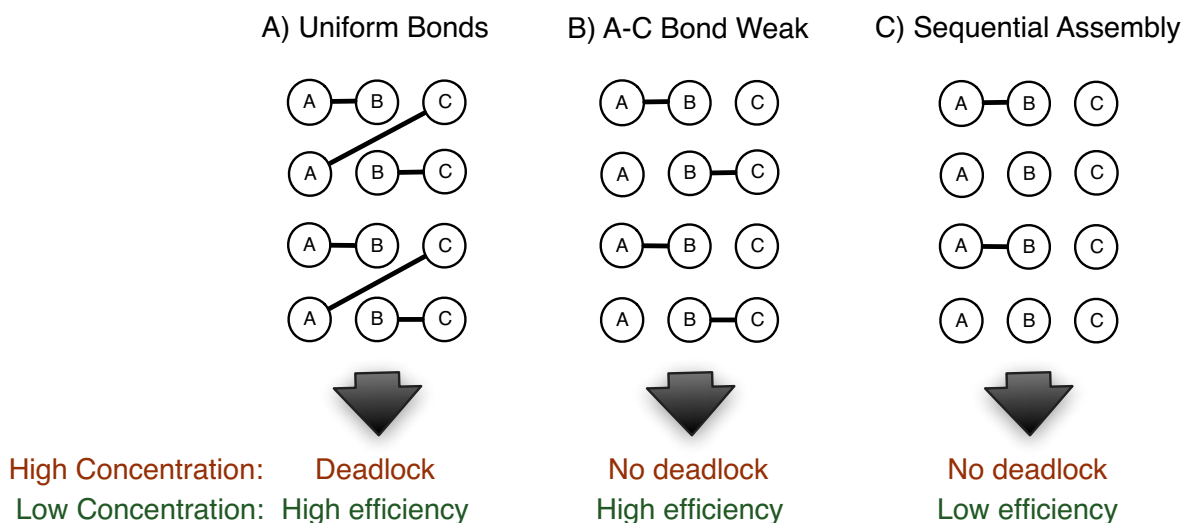 A) Uniform Bonds B) A-C Bond Weak C) Sequential Assembly
A B C A B C A B C
A B C A B C A B C
A B C A B C A B C
A B C A B C A B C
High Concentration: Deadlock No deadlock No deadlock
Low Concentration: High efficiency High efficiency Low efficiency